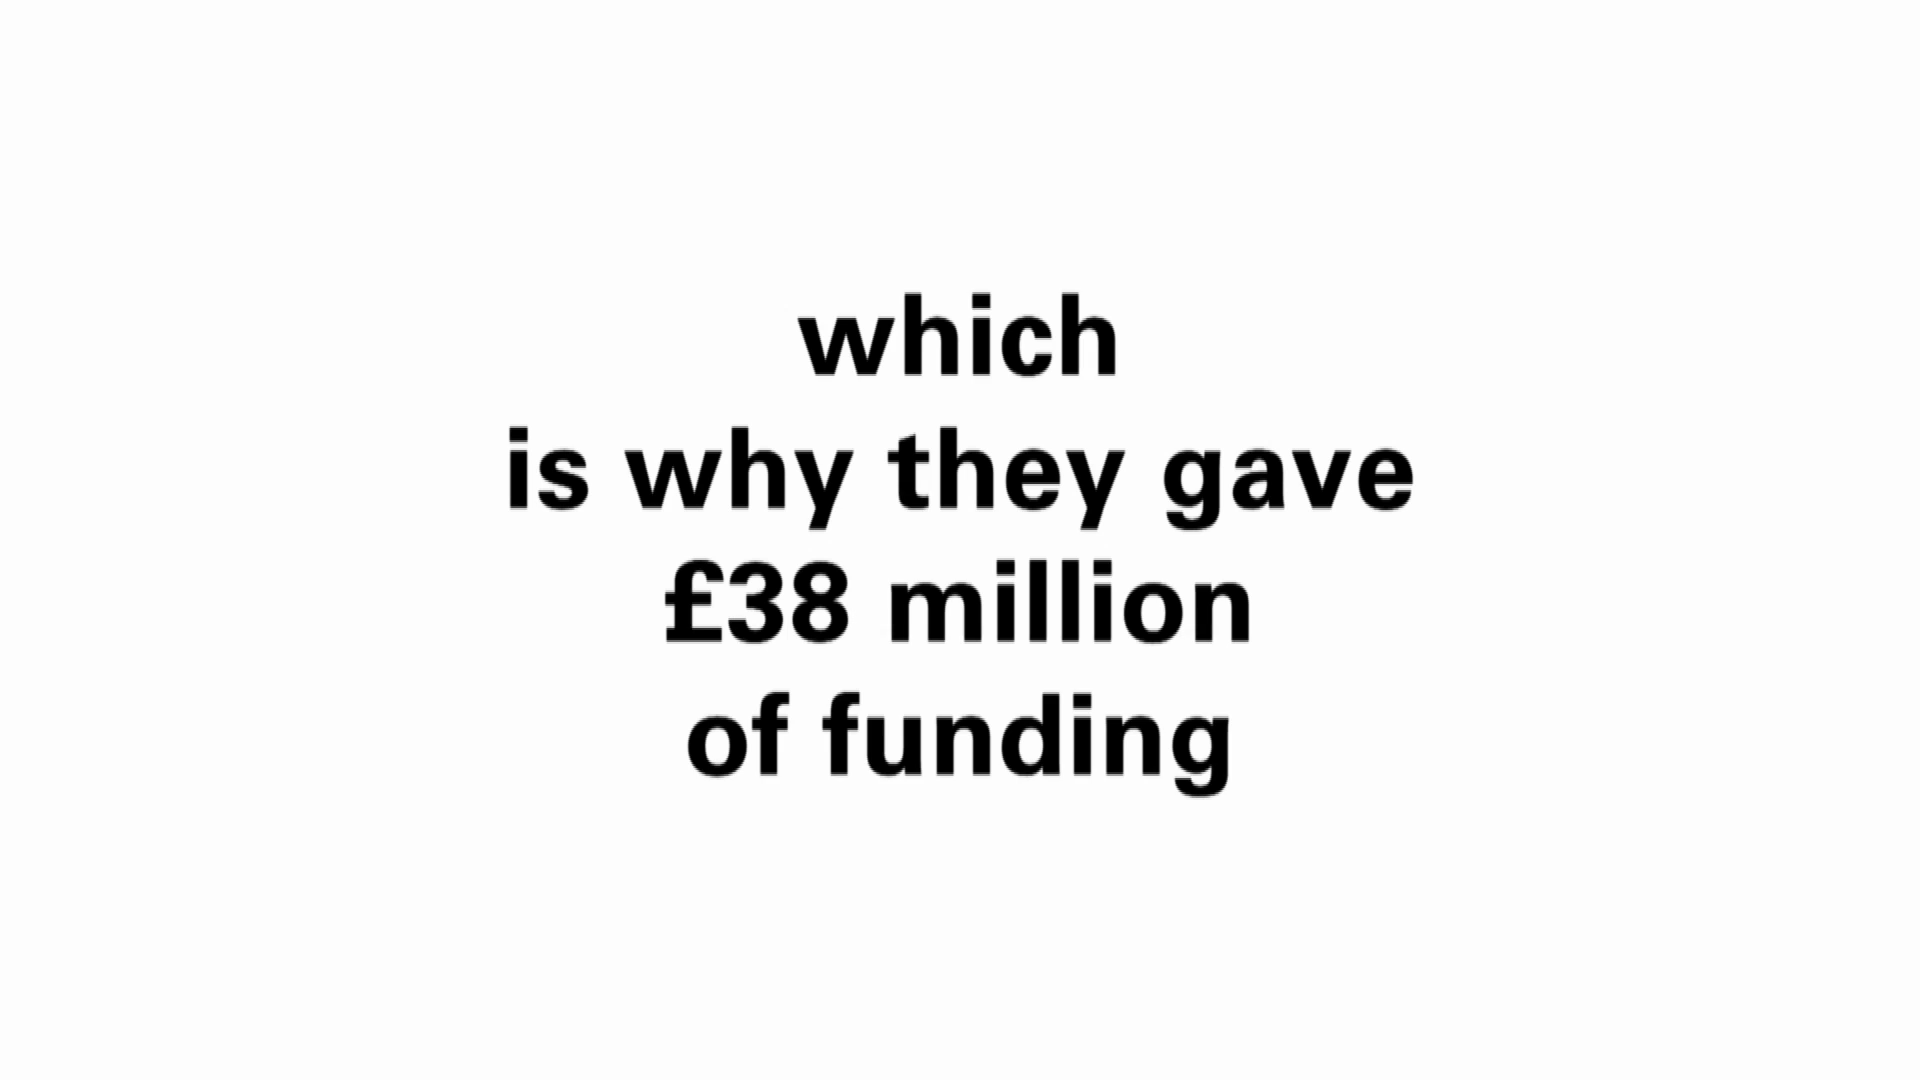 which
is why they gave
£38 million
of funding